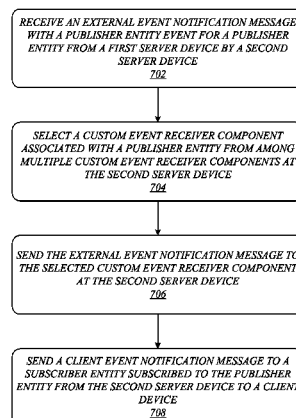 RECEIVE AN EXTERNAL EVENT NOTIFICATION MESSAGE
WITH A PUBLISHER ENTITY EVENT FOR A PUBLISHER
ENTITY FROM A FIRST SERVER DEVICE BY A SECOND
SERVER DEVICE
702
SELECT A CUSTOM EVENT RECEIVER COMPONENT
ASSOCIATED WITH A PUBLISHER ENTITY FROM AMONG
MULTIPLE CUSTOM EVENT RECEIVER COMPONENTS AT
THE SECOND SERVER DEVICE
704
SEND THE EXTERNAL EVENT NOTIFICATION MESSAGE TO
THE SELECTED CUSTOM EVENT RECEIVER COMPONENT
AT THE SECOND SERVER DEVICE
706
SEND A CLIENT EVENT NOTIFICATION MESSAGE TO A
SUBSCRIBER ENTITY SUBSCRIBED TO THE PUBLISHER
ENTITY FROM THE SECOND SERVER DEVICE TO A CLIENT
DEVICE
708